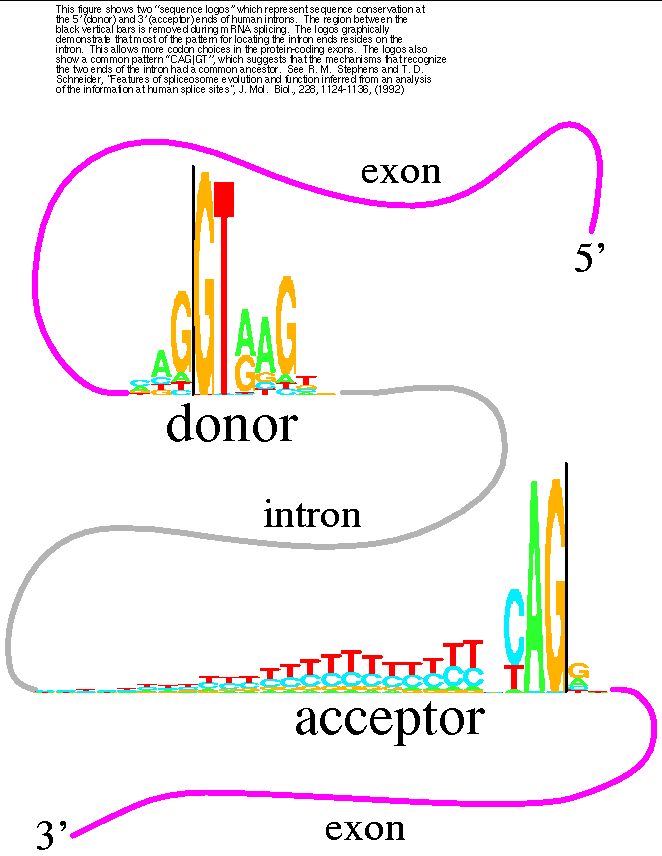 This figure shows two "sequence logos" which represent sequence conservation at
the 5' (donor) and 3' (acceptor) ends of human introns. The region between the
black vertical bars is removed during mRNA splicing. The logos graphically
demonstrate that most of the pattern for locating the intron ends resides on the
intron. This allows more codon choices in the protein-coding exons. The logos also
show a common pattern "CAG|GT", which suggests that the mechanisms that recognize
the two ends of the intron had a common ancestor. See R. M. Stephens and T. D.
Schneider, "Features of spliceosome evolution and function inferred from an analysis
of the information at human splice sites", J. Mol. Biol., 228, 1124-1136, (1992)
exon
5'
AGGTAAG
donor
intron
CAGG
acceptor
3'
exon